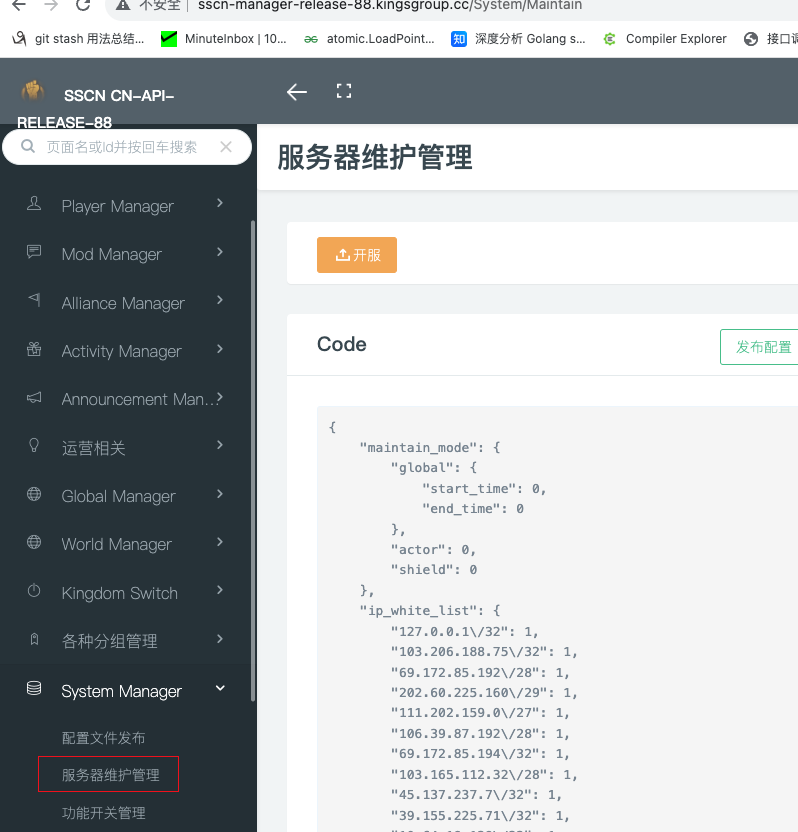 不安全 | sscn-manager-release-88.kingsgroup.cc/System/Maintain
git stash 用法总结...
MinuteInbox | 10...
atomic.LoadPoint...
知 深度分析 Golang s...
Compiler Explorer
接口调
SSCN CN-API-
RELEASE-88
页面名或Id并按回车搜索
Player Manager
Mod Manager
Alliance Manager
Activity Manager
Announcement Man...
运营相关
Global Manager
World Manager
Kingdom Switch
各种分组管理
System Manager
配置文件发布
服务器维护管理
功能开关管理
服务器维护管理
开服
Code
发布配置
{
"maintain_mode": {
"global": {
"start_time": 0,
"end_time": 0
},
"actor": 0,
"shield": 0
},
"ip_white_list": {
"127.0.0.1\/32": 1,
"103.206.188.75\/32": 1,
"69.172.85.192\/28": 1,
"202.60.225.160\/29": 1,
"111.202.159.0\/27": 1,
"106.39.87.192\/28": 1,
"69.172.85.194\/32": 1,
"103.165.112.32\/28": 1,
"45.137.237.7\/32": 1,
"39.155.225.71\/32": 1,